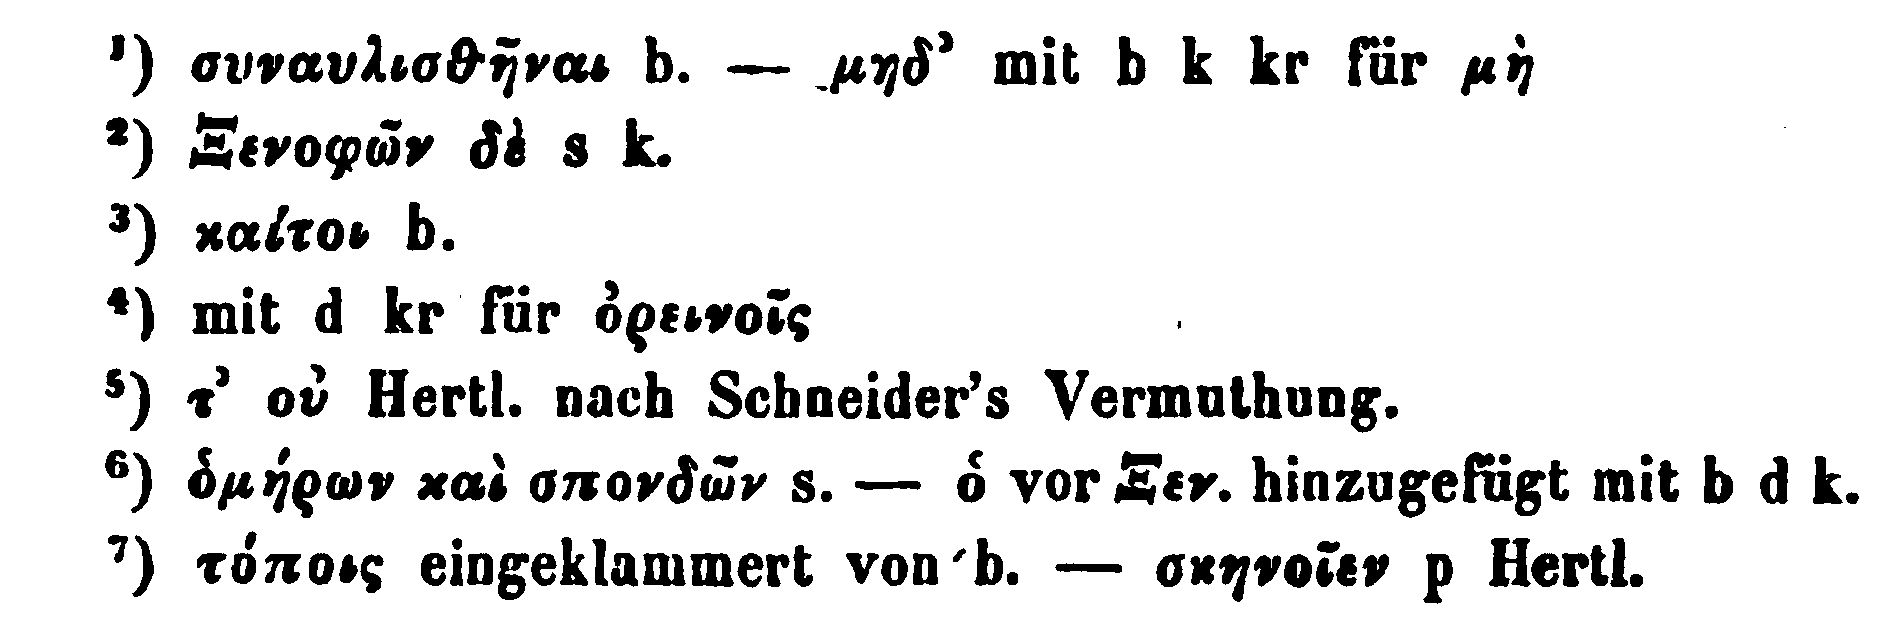 ¹) συναυλισθῆναι b. — μηδ’ mit b k kr für μὴ
²) Ξενοφῶν δὲ s k.
³) καίτοι b.
⁴) mit d kr für ὀρεινοῖς
⁵) τ’ οὐ Hertl. nach Schneider’s Vermuthung.
⁶) ὁμήρων καὶ σπονδῶν s. — ὁ vor Ξεν. hinzugefügt mit b d k.
⁷) τόποις eingeklammert von b. — σκηνοῖεν p Hertl.